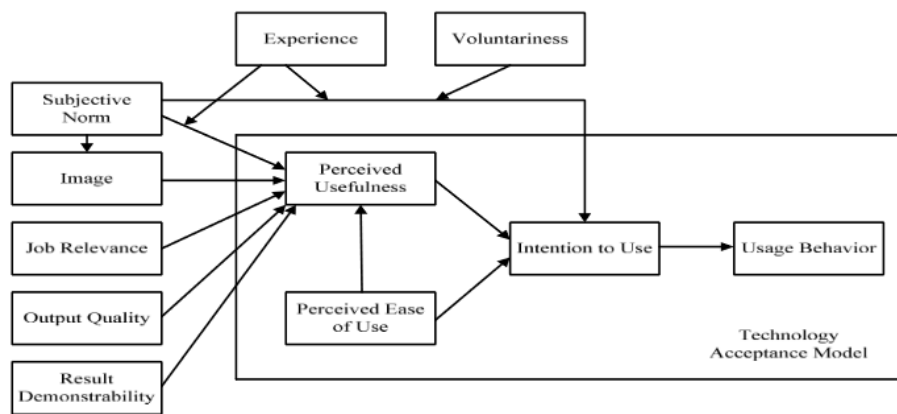 Experience
Voluntariness
Subjective
Norm
Image
Perceived
Usefulness
Job Relevance
Intention to Use
Usage Behavior
Output Quality
Perceived Ease
of Use
Technology
Acceptance Model
Result
Demonstrability